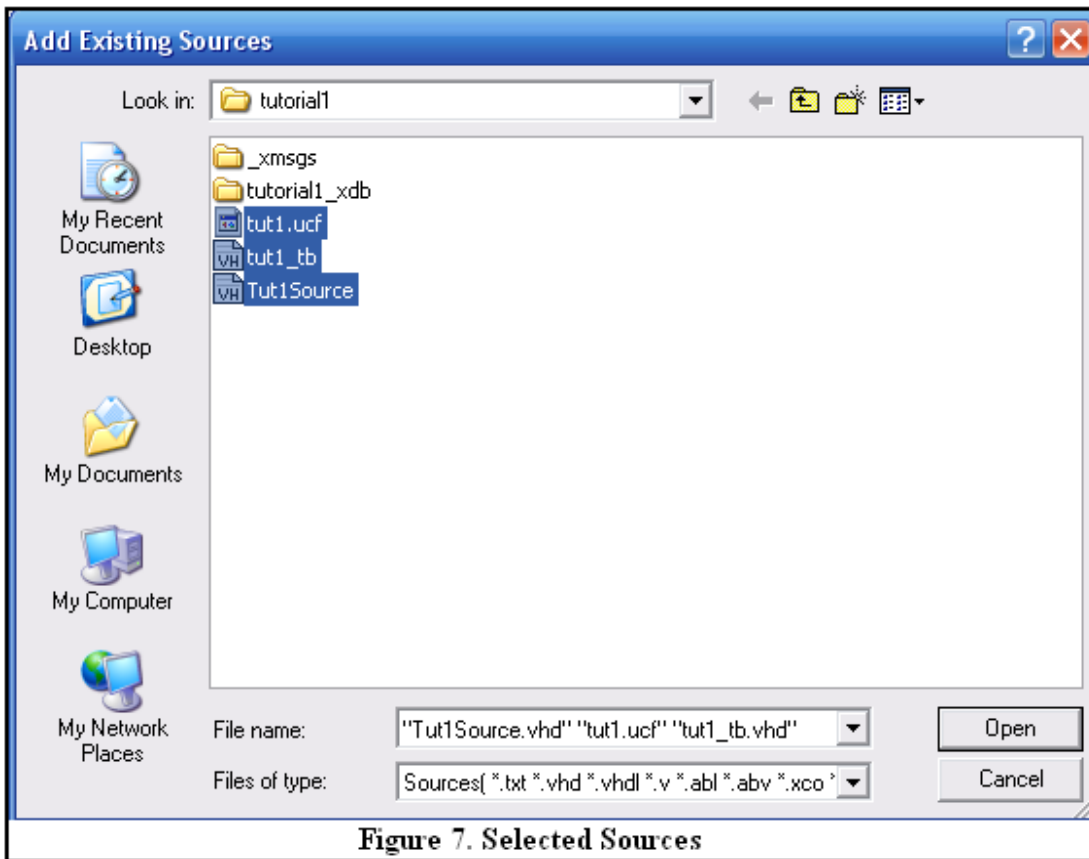 Add Existing Sources
Look in: tutorial1
_xmsgs
tutorial1_xdb
tut1.ucf
tut1_tb
Tut1Source
My Recent
Documents
Desktop
My Documents
My Computer
My Network
Places
File name: "Tut1Source.vhd" "tut1.ucf" "tut1_tb.vhd" Open
Files of type: Sources( *.txt *.vhd *.vhdl *.v *.abl *.abv *.xco * Cancel
Figure 7. Selected Sources